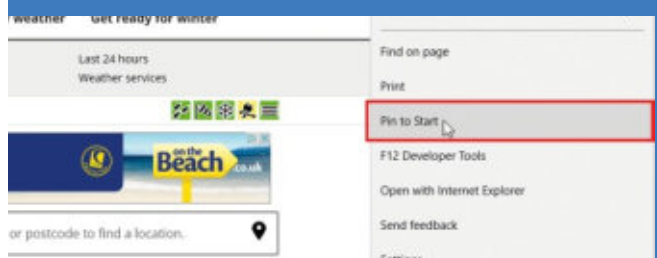 weather Get ready for winter
Last 24 hours
Weather services
on the
Beach.co.uk
or postcode to find a location.
Find on page
Print
Pin to Start
F12 Developer Tools
Open with Internet Explorer
Send feedback
Settings